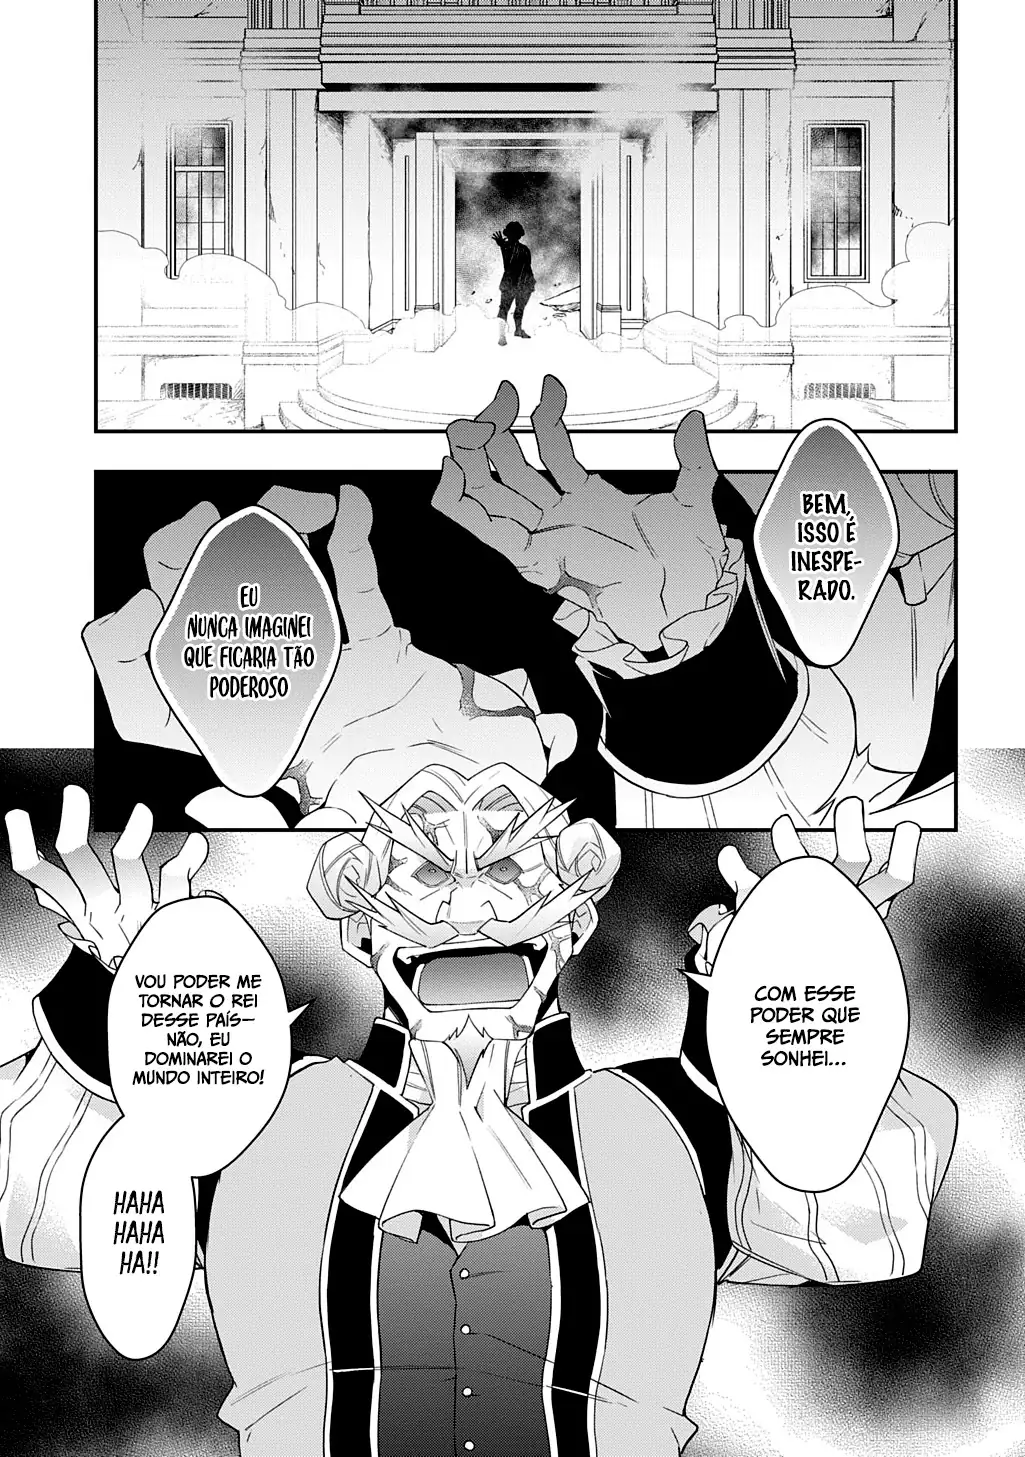 BEM,
ISSO É
INESPE-
RADO.
EU
NUNCA IMAGINEI
QUE FICARIA TÃO
PODEROSO
COM ESSE
PODER QUE
SEMPRE
SONHEI...
VOU PODER ME
TORNAR O REI
DESSE PAÍS—
NÃO, EU
DOMINAREI O
MUNDO INTEIRO!
HAHA
HAHA
HA!!